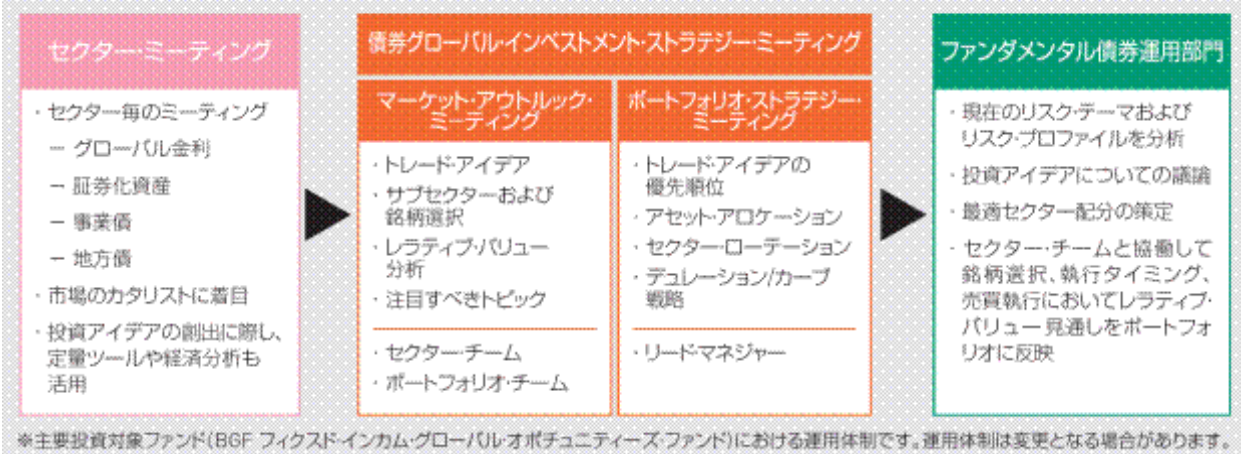 セクター・ミーティング
・セクター毎のミーティング
― グローバル金利
― 証券化資産
― 事業債
― 地方債
・市場のカタリストに着目
・投資アイデアの創出に際し、
定量ツールや経済分析も
活用
債券グローバル・インベストメント・ストラテジー・ミーティング
マーケット・アウトルック・
ミーティング
・トレード・アイデア
・サブセクターおよび
銘柄選択
・レラティブ・バリュー
分析
・注目すべきトピック
・セクター・チーム
・ポートフォリオ・チーム
ポートフォリオ・ストラテジー・
ミーティング
・トレード・アイデアの
優先順位
・アセット・アロケーション
・セクター・ローテーション
・デュレーション/カーブ
戦略
・リード・マネジャー
ファンダメンタル債券運用部門
・現在のリスク・テーマおよび
リスク・プロファイルを分析
・投資アイデアについての議論
・最適セクター配分の策定
・セクター・チームと協働して
銘柄選択、執行タイミング、
売買執行においてレラティブ・
バリュー見通しをポートフォ
リオに反映
※主要投資対象ファンド(BGF フィクスド・インカム・グローバル・オポチュニティーズ・ファンド)における運用体制です。運用体制は変更となる場合があります。